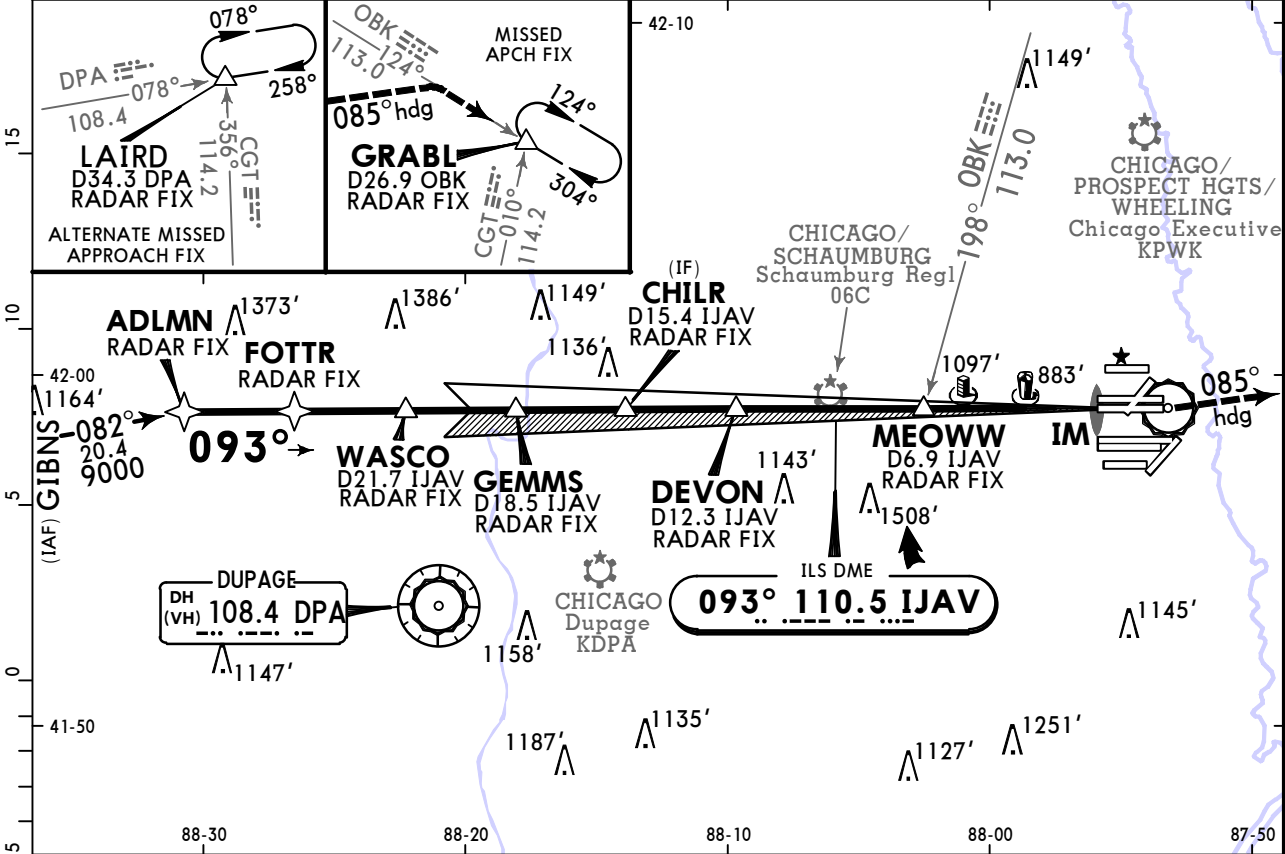 078°
258°
DPA
078°
108.4
356°
CGT
114.2
LAIRD
D34.3 DPA
RADAR FIX
ALTERNATE MISSED
APPROACH FIX
OBK
124°
113.0
MISSED
APCH FIX
085° hdg
124°
304°
GRABL
D26.9 OBK
RADAR FIX
CGT
010°
114.2
42-10
1149'
198° OBK
113.0
CHICAGO/
PROSPECT HGTS/
WHEELING
Chicago Executive
KPWK
CHICAGO/
SCHAUMBURG
Schaumburg Regl
06C
15
10
5
0
5
(IF)
CHILR
D15.4 IJAV
RADAR FIX
1373'
1386'
1149'
1136'
ADLMN
RADAR FIX
FOTTR
RADAR FIX
42-00
1164'
1097'
883'
085°
hdg
(IAF) GIBNS
082°
20.4
9000
093°
WASCO
D21.7 IJAV
RADAR FIX
GEMMS
D18.5 IJAV
RADAR FIX
DEVON
D12.3 IJAV
RADAR FIX
1143'
MEOWW
D6.9 IJAV
RADAR FIX
IM
1508'
DUPAGE
DH
(VH) 108.4 DPA
CHICAGO
Dupage
KDPA
ILS DME
093° 110.5 IJAV
1145'
1158'
1147'
41-50
1135'
1187'
1127'
1251'
88-30
88-20
88-10
88-00
87-50